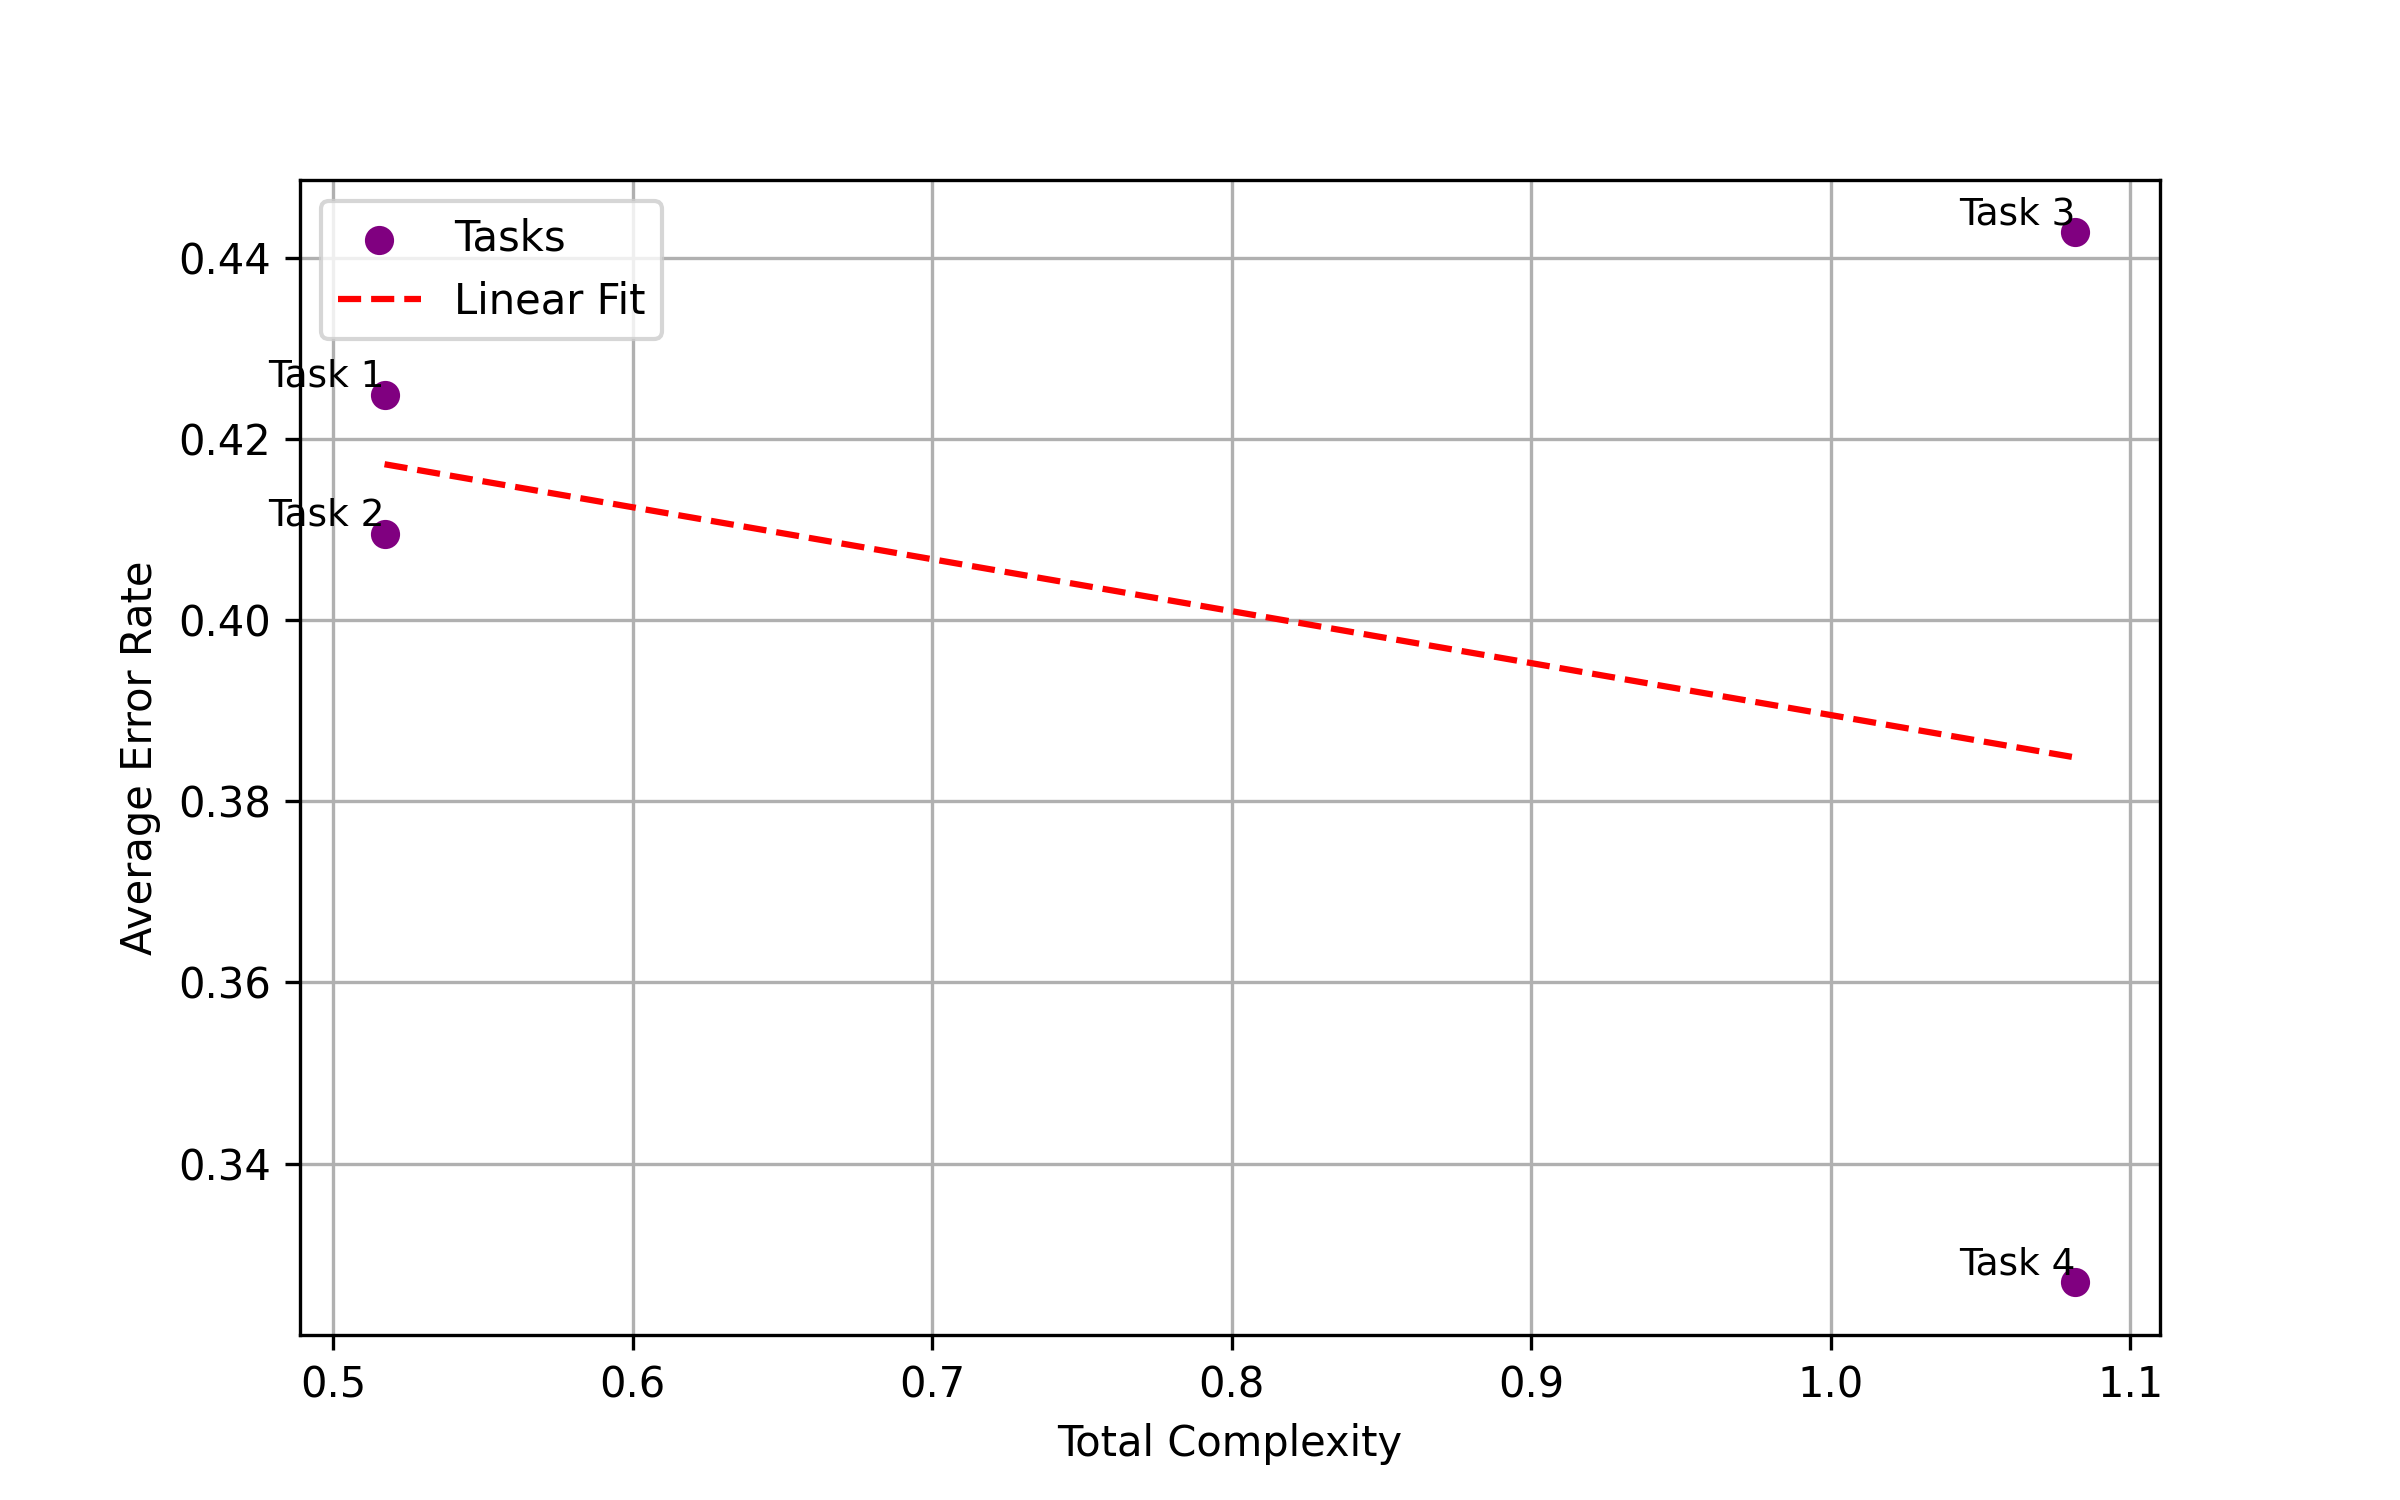 Tasks
Linear Fit
Task 1
Task 2
Task 3
Task 4
Average Error Rate
0.44
0.42
0.40
0.38
0.36
0.34
0.5 0.6 0.7 0.8 0.9 1.0 1.1
Total Complexity